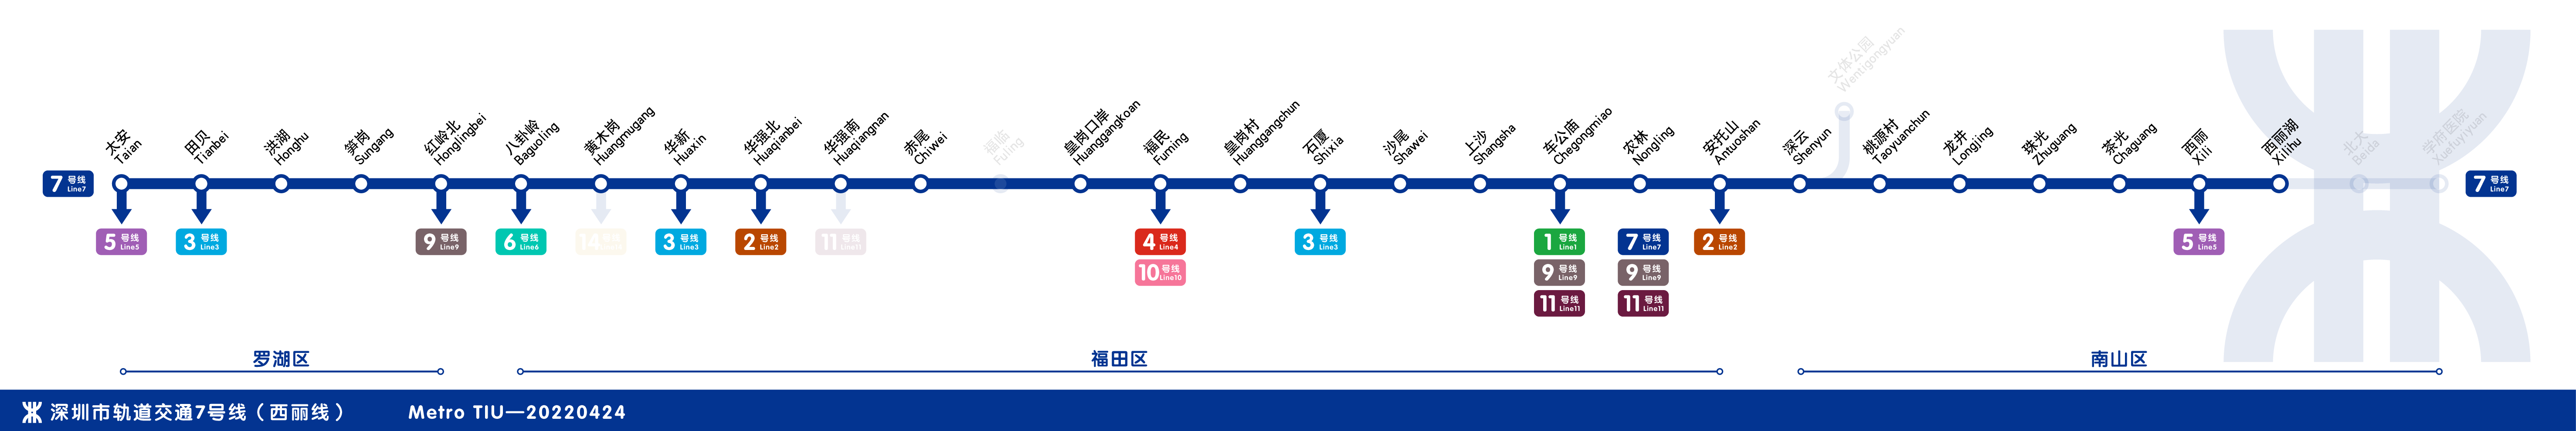 文体公园
Wentigongyuan
太安
Taian
田贝
Tianbei
洪湖
Honghu
笋岗
Sungang
红岭北
Honglingbei
八卦岭
Baguoling
黄木岗
Huangmugang
华新
Huaxin
华强北
Huaqianbei
华强南
Huaqiangnan
赤尾
Chiwei
福临
Fuling
皇岗口岸
Huanggangkoan
福民
Fuming
皇岗村
Huanggangchun
石厦
Shixia
沙尾
Shawei
上沙
Shangsha
车公庙
Chegongmiao
农林
Nongling
安托山
Antuoshan
深云
Shenyun
桃源村
Taoyuanchun
龙井
Longjing
珠光
Zhuguang
茶光
Chaguang
西丽
Xili
西丽湖
Xilihu
北大
Beida
学府医院
Xuefuyiyuan
7 号线 Line7
7 号线 Line7
5 号线 Line5
3 号线 Line3
9 号线 Line9
6 号线 Line6
14
3 号线 Line3
2 号线 Line2
11 号线 Line11
4 号线 Line4
10 号线 Line10
3 号线 Line3
1 号线 Line1
9 号线 Line9
11 号线 Line11
7 号线 Line7
9 号线 Line9
11 号线 Line11
2 号线 Line2
5 号线 Line5
罗湖区
福田区
南山区
深圳市轨道交通7号线（西丽线）
Metro TIU—20220424